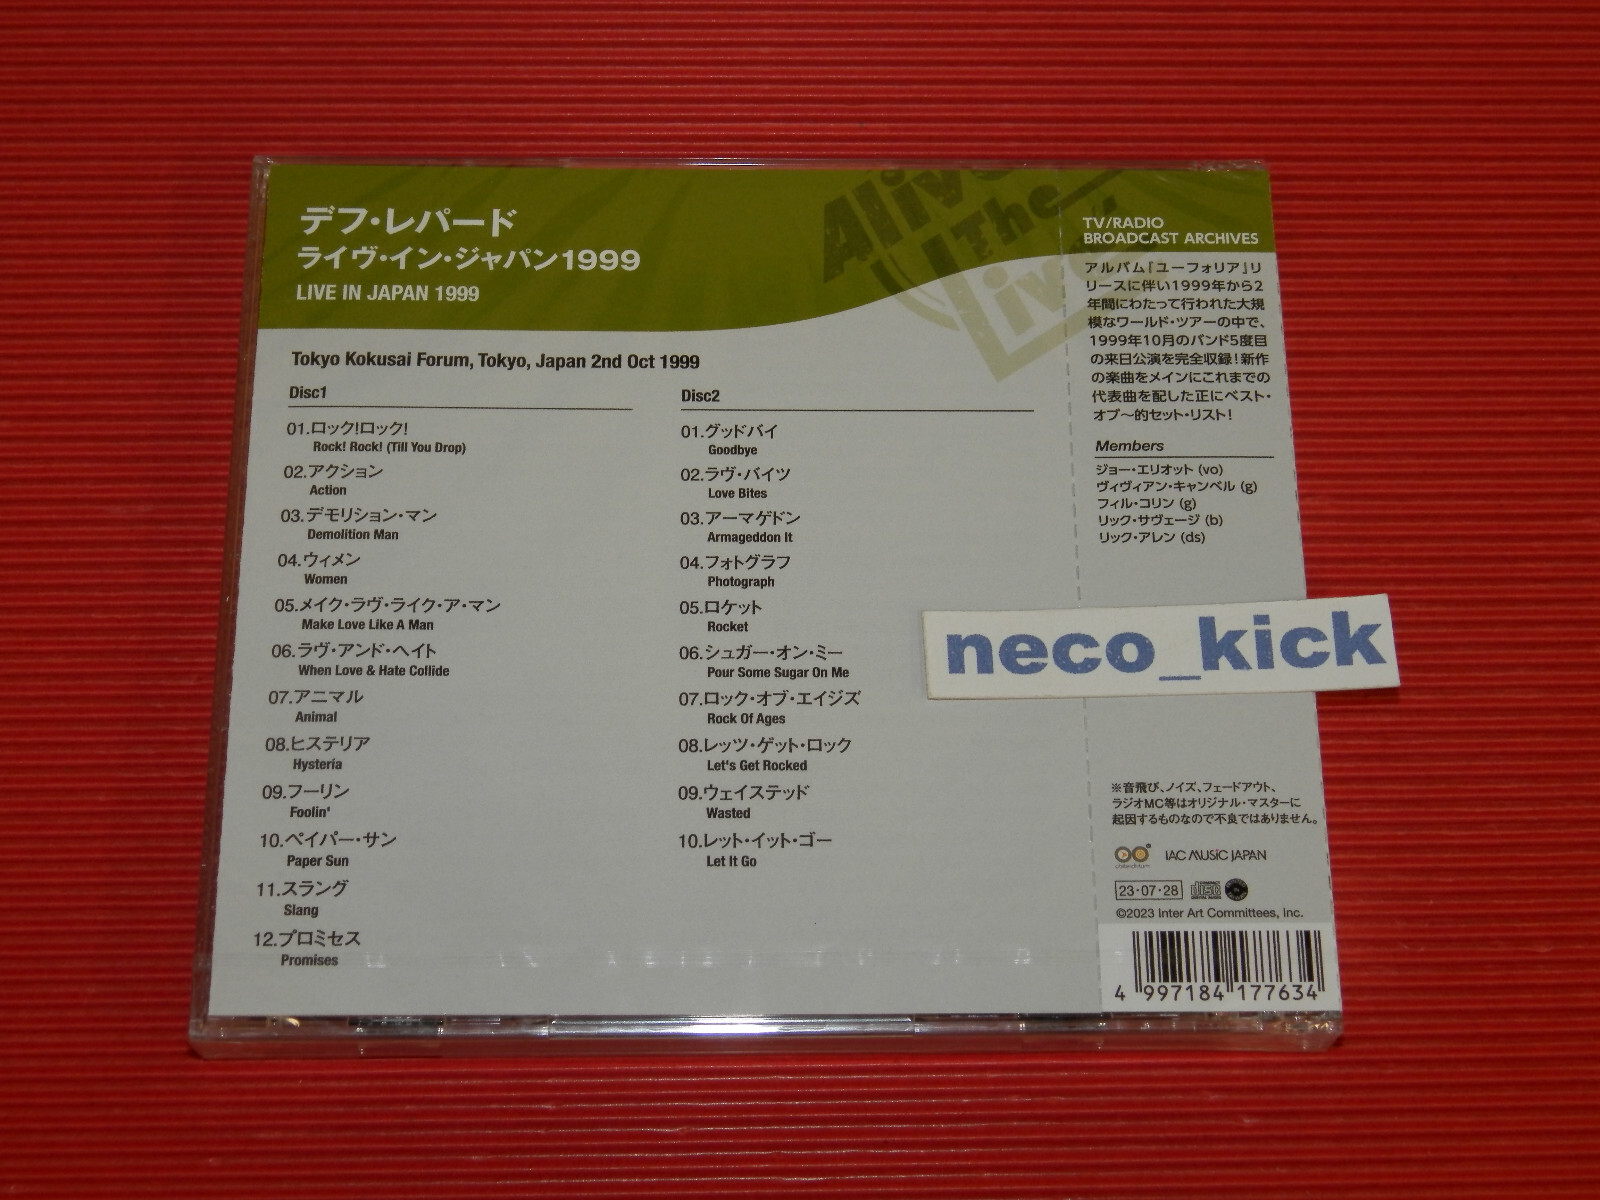 デフ・レパード
ライヴ・イン・ジャパン1999
LIVE IN JAPAN 1999
Alive
The
Live
Tokyo Kokusai Forum, Tokyo, Japan 2nd Oct 1999
Disc1
01.ロック!ロック!
Rock! Rock! (Till You Drop)
02.アクション
Action
03.デモリション・マン
Demolition Man
04.ウィメン
Women
05.メイク・ラヴ・ライク・ア・マン
Make Love Like A Man
06.ラヴ・アンド・ヘイト
When Love & Hate Collide
07.アニマル
Animal
08.ヒステリア
Hysteria
09.フーリン
Foolin'
10.ペイパー・サン
Paper Sun
11.スラング
Slang
12.プロミセス
Promises
Disc2
01.グッドバイ
Goodbye
02.ラヴ・バイツ
Love Bites
03.アーマゲドン
Armageddon It
04.フォトグラフ
Photograph
05.ロケット
Rocket
06.シュガー・オン・ミー
Pour Some Sugar On Me
07.ロック・オブ・エイジズ
Rock Of Ages
08.レッツ・ゲット・ロック
Let's Get Rocked
09.ウェイステッド
Wasted
10.レット・イット・ゴー
Let It Go
TV/RADIO
BROADCAST ARCHIVES
アルバム『ユーフォリア』リ
リースに伴い1999年から2
年間にわたって行われた大規
模なワールド・ツアーの中で、
1999年10月のバンド5度目
の来日公演を完全収録!新作
の楽曲をメインにこれまでの
代表曲を配した正にベスト・
オブ〜的セット・リスト!
Members
ジョー・エリオット (vo)
ヴィヴィアン・キャンベル (g)
フィル・コリン (g)
リック・サヴェージ (b)
リック・アレン (ds)
neco_kick
※音飛び、ノイズ、フェードアウト、
ラジオMC等はオリジナル・マスターに
起因するものなので不良ではありません。
IAC MUSIC JAPAN
23・07・28
COMPACT
disc
DIGITAL AUDIO
©2023 Inter Art Committees, Inc.
4 997184 177634